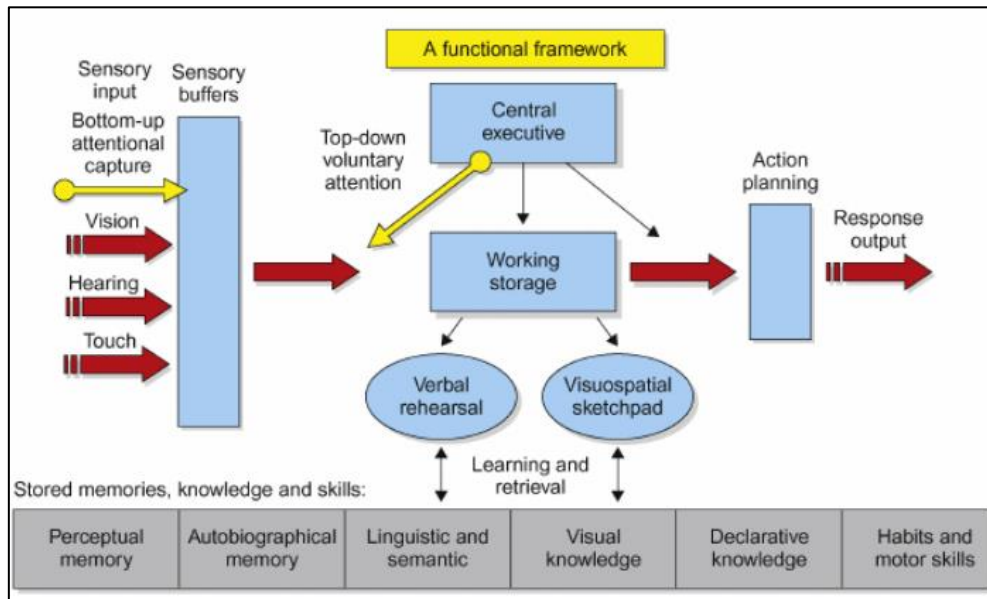 A functional framework
Sensory
input
Sensory
buffers
Bottom-up
attentional
capture
Vision
Hearing
Touch
Top-down
voluntary
attention
Central
executive
Working
storage
Action
planning
Response
output
Verbal
rehearsal
Visuospatial
sketchpad
Learning and
retrieval
Stored memories, knowledge and skills:
Perceptual
memory
Autobiographical
memory
Linguistic and
semantic
Visual
knowledge
Declarative
knowledge
Habits and
motor skills